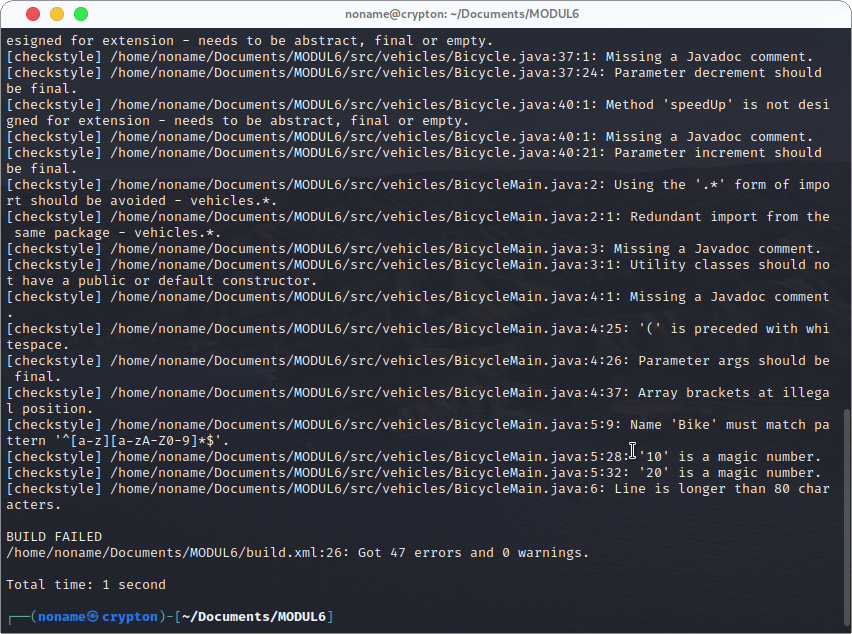 noname@crypton: ~/Documents/MODUL6
esigned for extension - needs to be abstract, final or empty.
[checkstyle] /home/noname/Documents/MODUL6/src/vehicles/Bicycle.java:37:1: Missing a Javadoc comment.
[checkstyle] /home/noname/Documents/MODUL6/src/vehicles/Bicycle.java:37:24: Parameter decrement should
be final.
[checkstyle] /home/noname/Documents/MODUL6/src/vehicles/Bicycle.java:40:1: Method 'speedUp' is not desi
gned for extension - needs to be abstract, final or empty.
[checkstyle] /home/noname/Documents/MODUL6/src/vehicles/Bicycle.java:40:1: Missing a Javadoc comment.
[checkstyle] /home/noname/Documents/MODUL6/src/vehicles/Bicycle.java:40:21: Parameter increment should
be final.
[checkstyle] /home/noname/Documents/MODUL6/src/vehicles/BicycleMain.java:2: Using the '.*' form of impo
rt should be avoided - vehicles.*.
[checkstyle] /home/noname/Documents/MODUL6/src/vehicles/BicycleMain.java:2:1: Redundant import from the
 same package - vehicles.*.
[checkstyle] /home/noname/Documents/MODUL6/src/vehicles/BicycleMain.java:3: Missing a Javadoc comment.
[checkstyle] /home/noname/Documents/MODUL6/src/vehicles/BicycleMain.java:3:1: Utility classes should no
t have a public or default constructor.
[checkstyle] /home/noname/Documents/MODUL6/src/vehicles/BicycleMain.java:4:1: Missing a Javadoc comment
.
[checkstyle] /home/noname/Documents/MODUL6/src/vehicles/BicycleMain.java:4:25: '(' is preceded with whi
tespace.
[checkstyle] /home/noname/Documents/MODUL6/src/vehicles/BicycleMain.java:4:26: Parameter args should be
 final.
[checkstyle] /home/noname/Documents/MODUL6/src/vehicles/BicycleMain.java:4:37: Array brackets at illega
l position.
[checkstyle] /home/noname/Documents/MODUL6/src/vehicles/BicycleMain.java:5:9: Name 'Bike' must match pa
ttern '^[a-z][a-zA-Z0-9]*$'.
[checkstyle] /home/noname/Documents/MODUL6/src/vehicles/BicycleMain.java:5:28: '10' is a magic number.
[checkstyle] /home/noname/Documents/MODUL6/src/vehicles/BicycleMain.java:5:32: '20' is a magic number.
[checkstyle] /home/noname/Documents/MODUL6/src/vehicles/BicycleMain.java:6: Line is longer than 80 char
acters.
BUILD FAILED
/home/noname/Documents/MODUL6/build.xml:26: Got 47 errors and 0 warnings.
Total time: 1 second
┌──(noname㉿crypton)-[~/Documents/MODUL6]